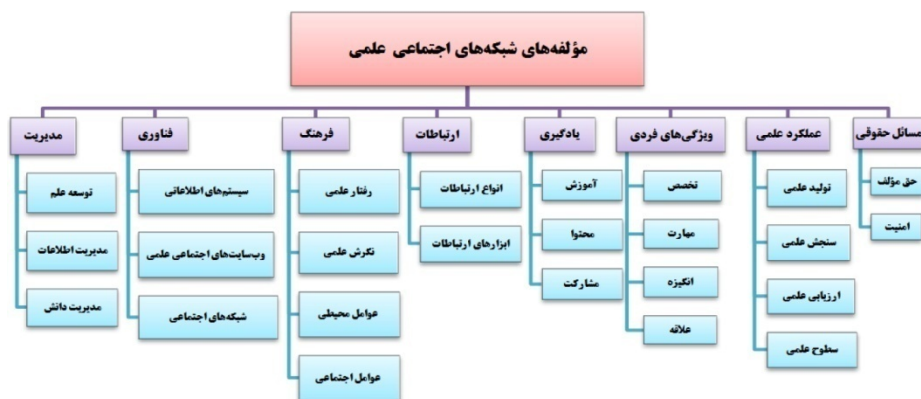 مؤلفه‌های شبکه‌های اجتماعی علمی
مسائل حقوقی
حق مؤلف
امنیت
عملکرد علمی
تولید علمی
سنجش علمی
ارزیابی علمی
سطوح علمی
ویژگی‌های فردی
تخصص
مهارت
انگیزه
علاقه
یادگیری
آموزش
محتوا
مشارکت
ارتباطات
انواع ارتباطات
ابزارهای ارتباطات
فرهنگ
رفتار علمی
نگرش علمی
عوامل محیطی
عوامل اجتماعی
فناوری
سیستم‌های اطلاعاتی
وب‌سایت‌های اجتماعی علمی
شبکه‌های اجتماعی
مدیریت
توسعه علم
مدیریت اطلاعات
مدیریت دانش